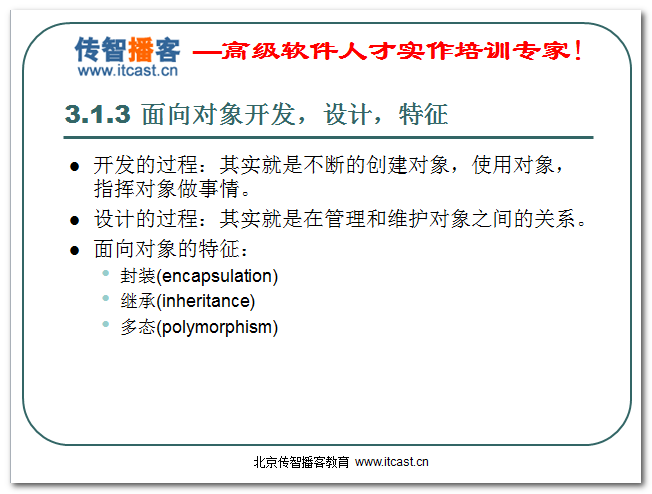 传智播客 —高级软件人才实作培训专家!
www.itcast.cn
3.1.3 面向对象开发，设计，特征
● 开发的过程：其实就是不断的创建对象，使用对象，
指挥对象做事情。
● 设计的过程：其实就是在管理和维护对象之间的关系。
● 面向对象的特征：
• 封装(encapsulation)
• 继承(inheritance)
• 多态(polymorphism)
北京传智播客教育 www.itcast.cn